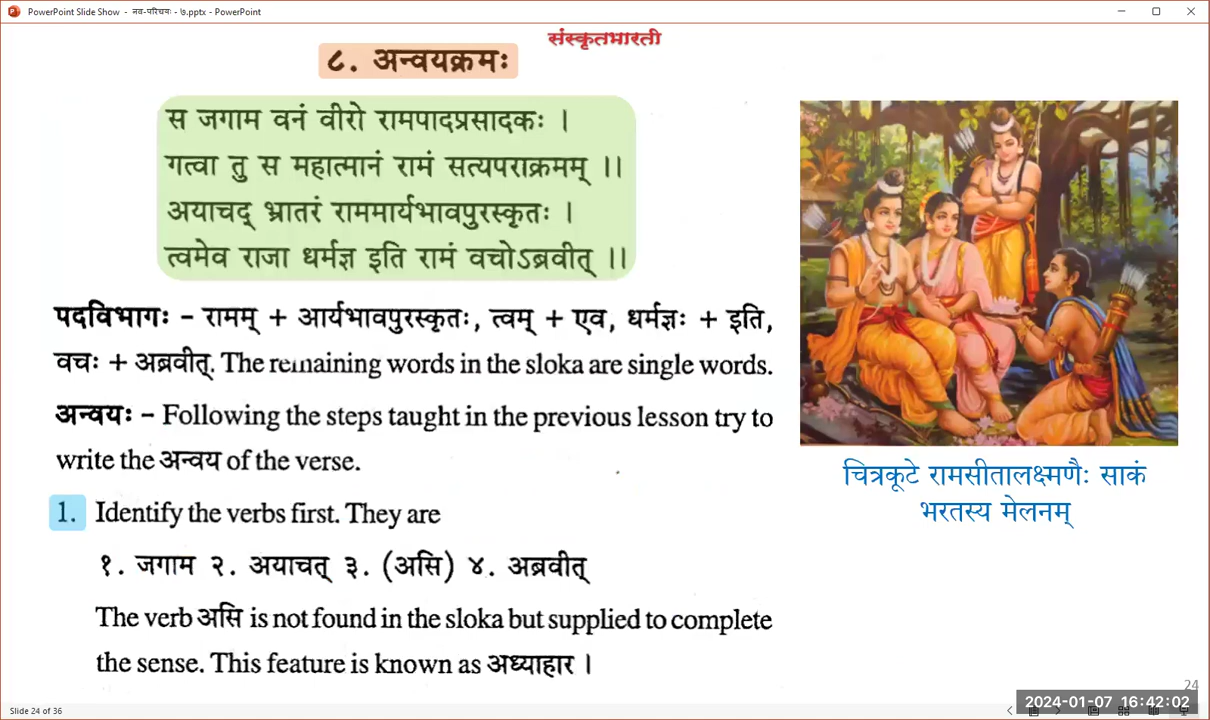 PowerPoint Slide Show - नव-परिचयः - ७.pptx - PowerPoint
संस्कृतभारती
८. अन्वयक्रमः
स जगाम वनं वीरो रामपादप्रसादकः ।
गत्वा तु स महात्मानं रामं सत्यपराक्रमम् ।।
अयाचद् भ्रातरं राममार्यभावपुरस्कृतः ।
त्वमेव राजा धर्मज्ञ इति रामं वचोऽब्रवीत् ।।
पदविभागः – रामम् + आर्यभावपुरस्कृतः, त्वम् + एव, धर्मज्ञः + इति,
वचः + अब्रवीत्. The remaining words in the sloka are single words.
अन्वयः – Following the steps taught in the previous lesson try to
write the अन्वय of the verse.
1. Identify the verbs first. They are
१. जगाम २. अयाचत् ३. (असि) ४. अब्रवीत्
The verb असि is not found in the sloka but supplied to complete
the sense. This feature is known as अध्याहार ।
चित्रकूटे रामसीतालक्ष्मणैः साकं
भरतस्य मेलनम्
24
2024-01-07 16:42:02
Slide 24 of 36